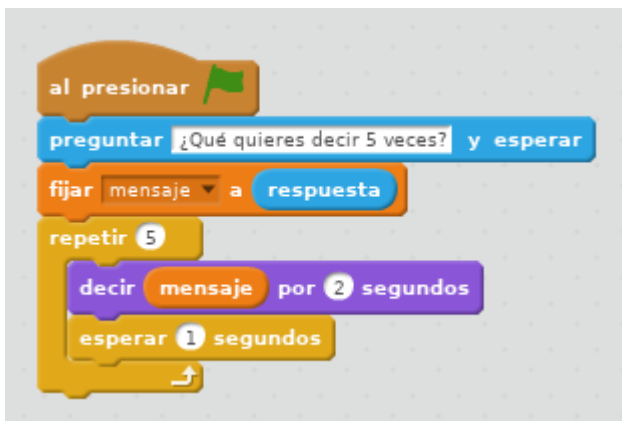 al presionar
preguntar ¿Qué quieres decir 5 veces? y esperar
fijar mensaje a respuesta
repetir 5
decir mensaje por 2 segundos
esperar 1 segundos